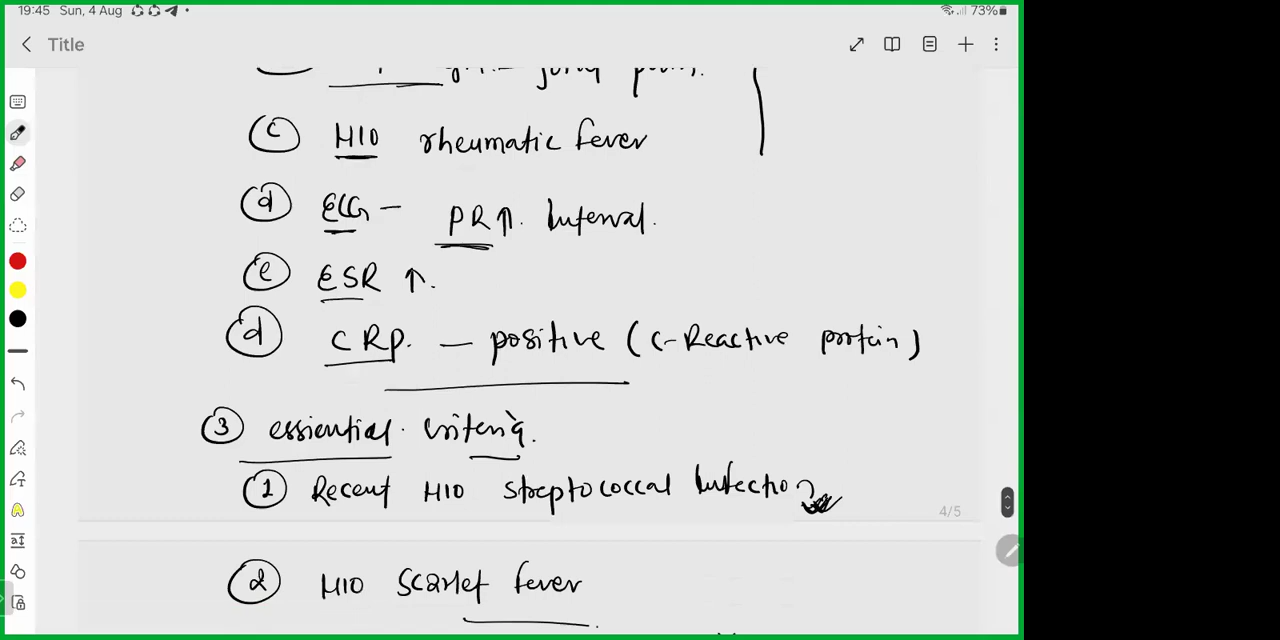 19:45 Sun, 4 Aug
73%
Title
c H/O rheumatic fever
d ECG - PR↑. Interval.
e ESR ↑.
d CRp. - positive (C-Reactive protein)
3 essiential criteria.
1 Recent H/O streptococcal Infection
4/5
2 H/O Scarlet fever